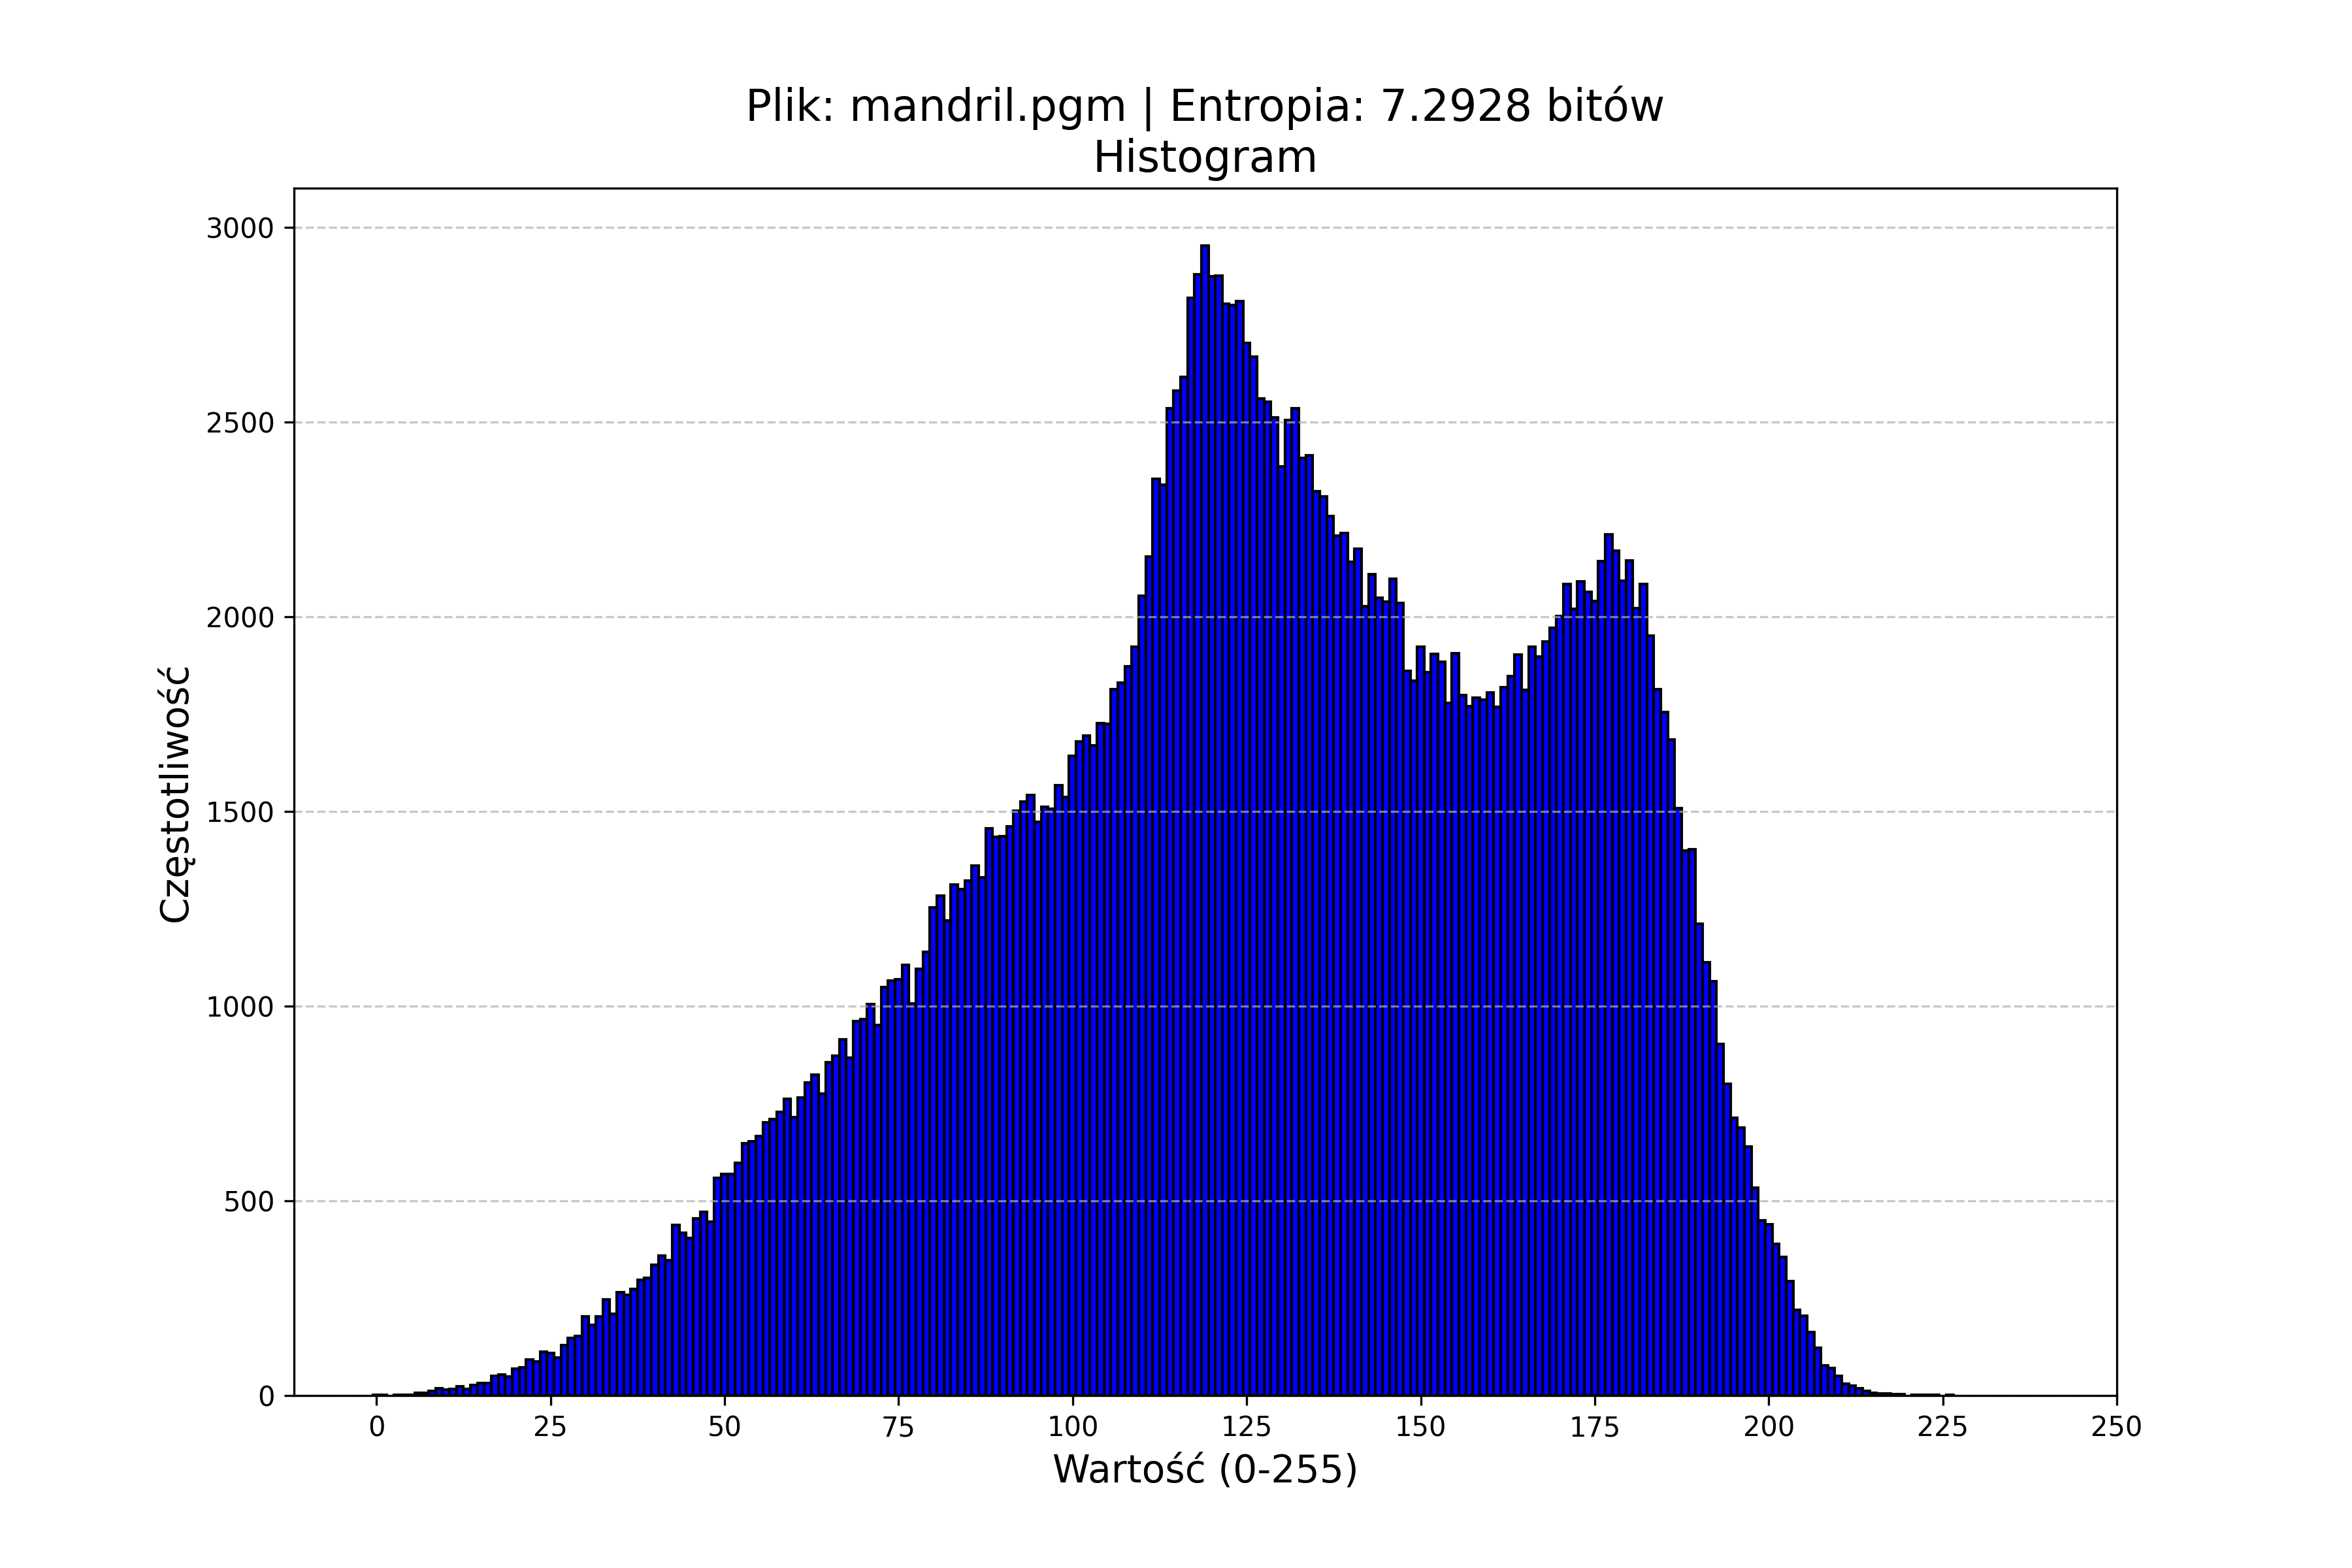 Plik: mandril.pgm | Entropia: 7.2928 bitów
Histogram
3000
2500
2000
1500
1000
500
0
Częstotliwość
0 25 50 75 100 125 150 175 200 225 250
Wartość (0-255)